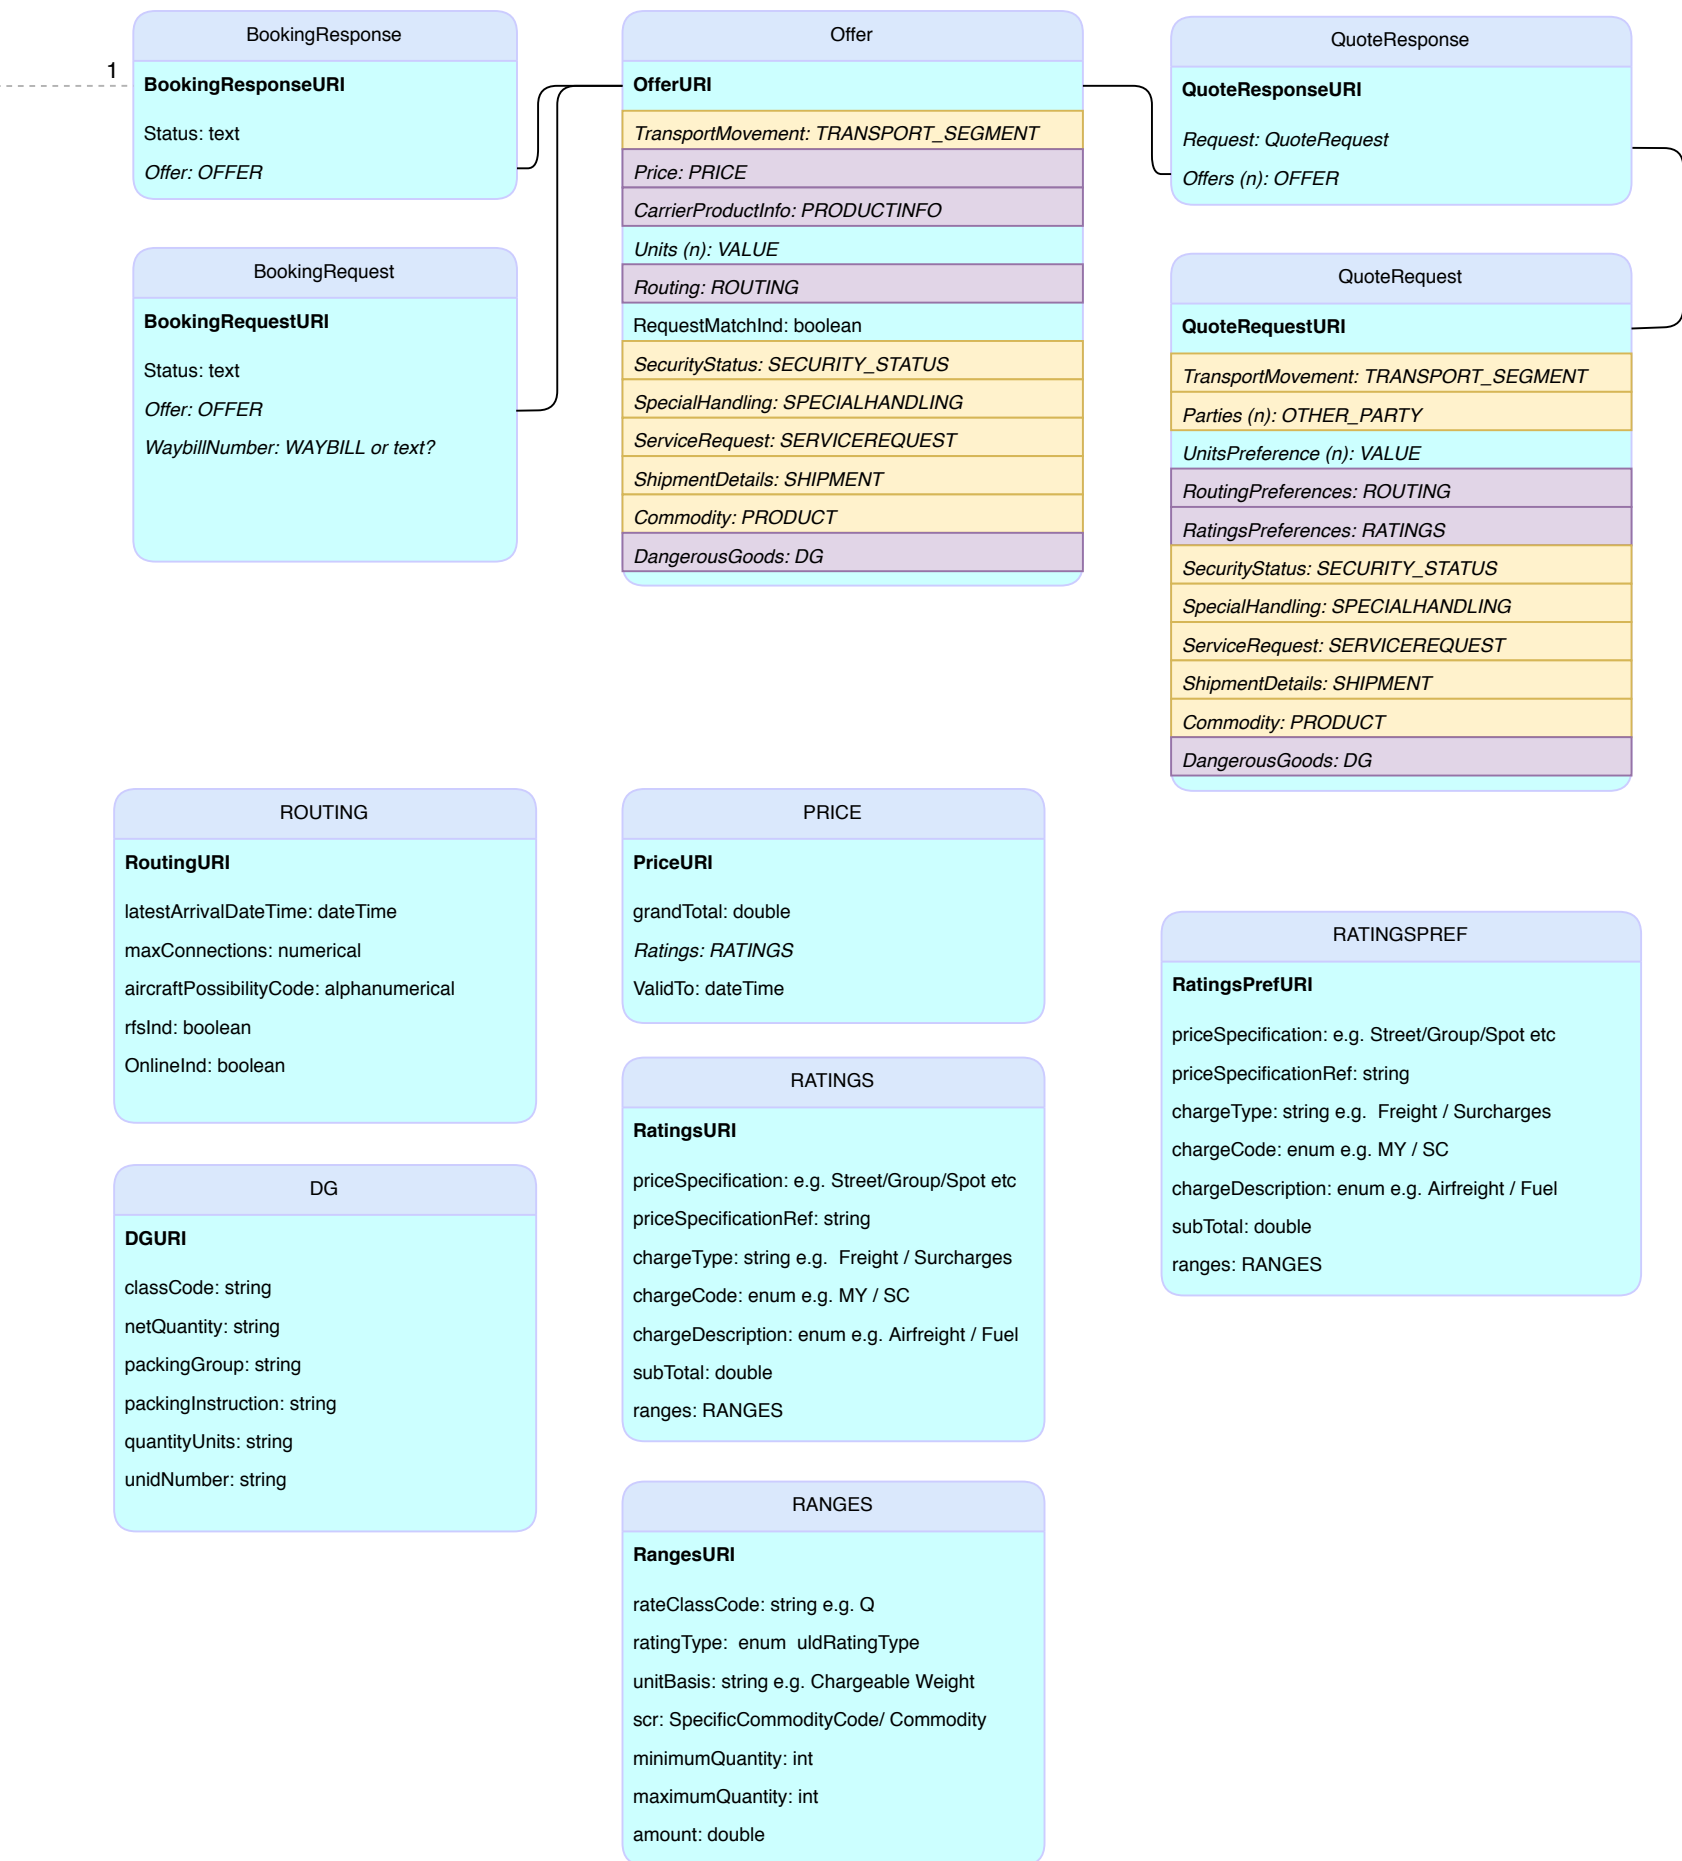 BookingResponse
1
BookingResponseURI
Status: text
Offer: OFFER
BookingRequest
BookingRequestURI
Status: text
Offer: OFFER
WaybillNumber: WAYBILL or text?
Offer
OfferURI
TransportMovement: TRANSPORT_SEGMENT
Price: PRICE
CarrierProductInfo: PRODUCTINFO
Units (n): VALUE
Routing: ROUTING
RequestMatchInd: boolean
SecurityStatus: SECURITY_STATUS
SpecialHandling: SPECIALHANDLING
ServiceRequest: SERVICEREQUEST
ShipmentDetails: SHIPMENT
Commodity: PRODUCT
DangerousGoods: DG
QuoteResponse
QuoteResponseURI
Request: QuoteRequest
Offers (n): OFFER
QuoteRequest
QuoteRequestURI
TransportMovement: TRANSPORT_SEGMENT
Parties (n): OTHER_PARTY
UnitsPreference (n): VALUE
RoutingPreferences: ROUTING
RatingsPreferences: RATINGS
SecurityStatus: SECURITY_STATUS
SpecialHandling: SPECIALHANDLING
ServiceRequest: SERVICEREQUEST
ShipmentDetails: SHIPMENT
Commodity: PRODUCT
DangerousGoods: DG
ROUTING
RoutingURI
latestArrivalDateTime: dateTime
maxConnections: numerical
aircraftPossibilityCode: alphanumerical
rfsInd: boolean
OnlineInd: boolean
DG
DGURI
classCode: string
netQuantity: string
packingGroup: string
packingInstruction: string
quantityUnits: string
unidNumber: string
PRICE
PriceURI
grandTotal: double
Ratings: RATINGS
ValidTo: dateTime
RATINGS
RatingsURI
priceSpecification: e.g. Street/Group/Spot etc
priceSpecificationRef: string
chargeType: string e.g.  Freight / Surcharges
chargeCode: enum e.g. MY / SC
chargeDescription: enum e.g. Airfreight / Fuel
subTotal: double
ranges: RANGES
RANGES
RangesURI
rateClassCode: string e.g. Q
ratingType:  enum  uldRatingType
unitBasis: string e.g. Chargeable Weight
scr: SpecificCommodityCode/ Commodity
minimumQuantity: int
maximumQuantity: int
amount: double
RATINGSPREF
RatingsPrefURI
priceSpecification: e.g. Street/Group/Spot etc
priceSpecificationRef: string
chargeType: string e.g.  Freight / Surcharges
chargeCode: enum e.g. MY / SC
chargeDescription: enum e.g. Airfreight / Fuel
subTotal: double
ranges: RANGES